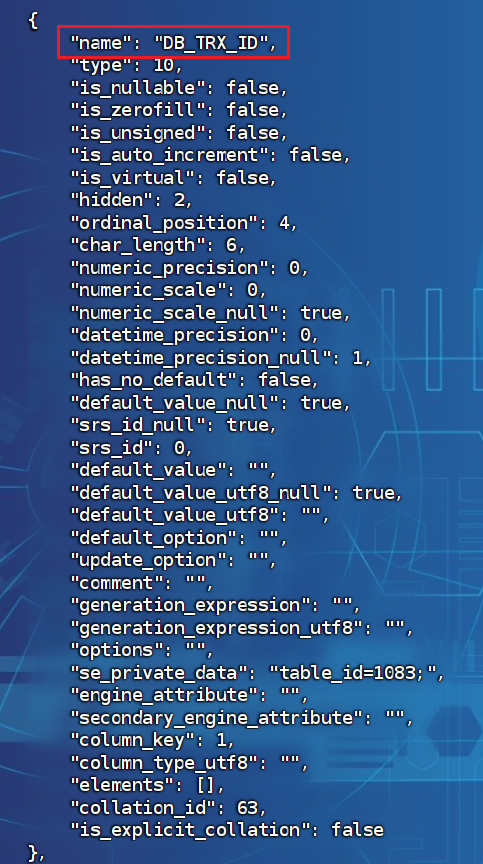 {
"name": "DB_TRX_ID",
"type": 10,
"is_nullable": false,
"is_zerofill": false,
"is_unsigned": false,
"is_auto_increment": false,
"is_virtual": false,
"hidden": 2,
"ordinal_position": 4,
"char_length": 6,
"numeric_precision": 0,
"numeric_scale": 0,
"numeric_scale_null": true,
"datetime_precision": 0,
"datetime_precision_null": 1,
"has_no_default": false,
"default_value_null": true,
"srs_id_null": true,
"srs_id": 0,
"default_value": "",
"default_value_utf8_null": true,
"default_value_utf8": "",
"default_option": "",
"update_option": "",
"comment": "",
"generation_expression": "",
"generation_expression_utf8": "",
"options": "",
"se_private_data": "table_id=1083;",
"engine_attribute": "",
"secondary_engine_attribute": "",
"column_key": 1,
"column_type_utf8": "",
"elements": [],
"collation_id": 63,
"is_explicit_collation": false
},